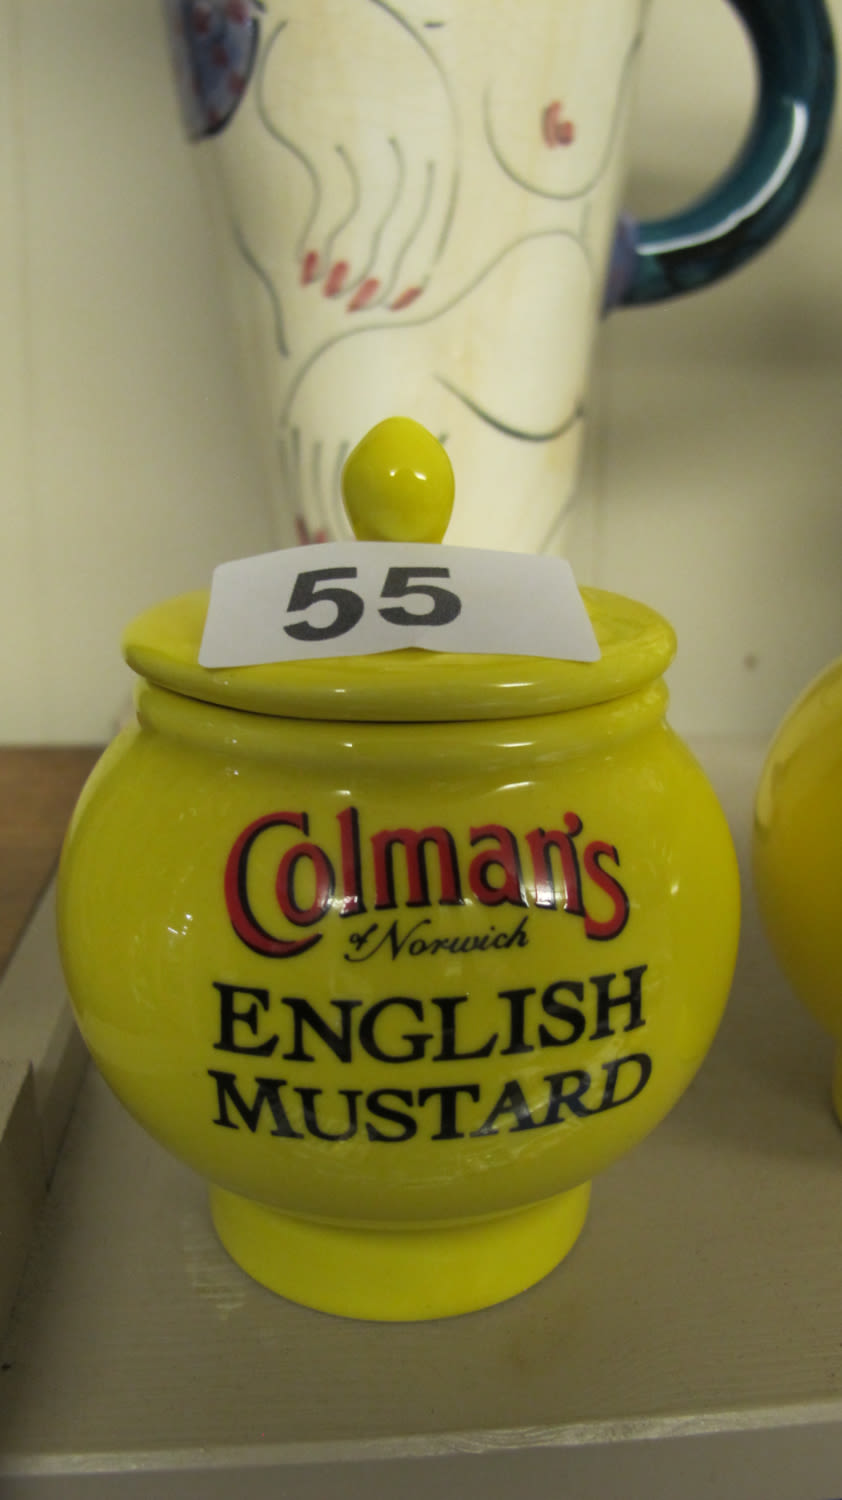 55
Colman's
of Norwich
ENGLISH
MUSTARD